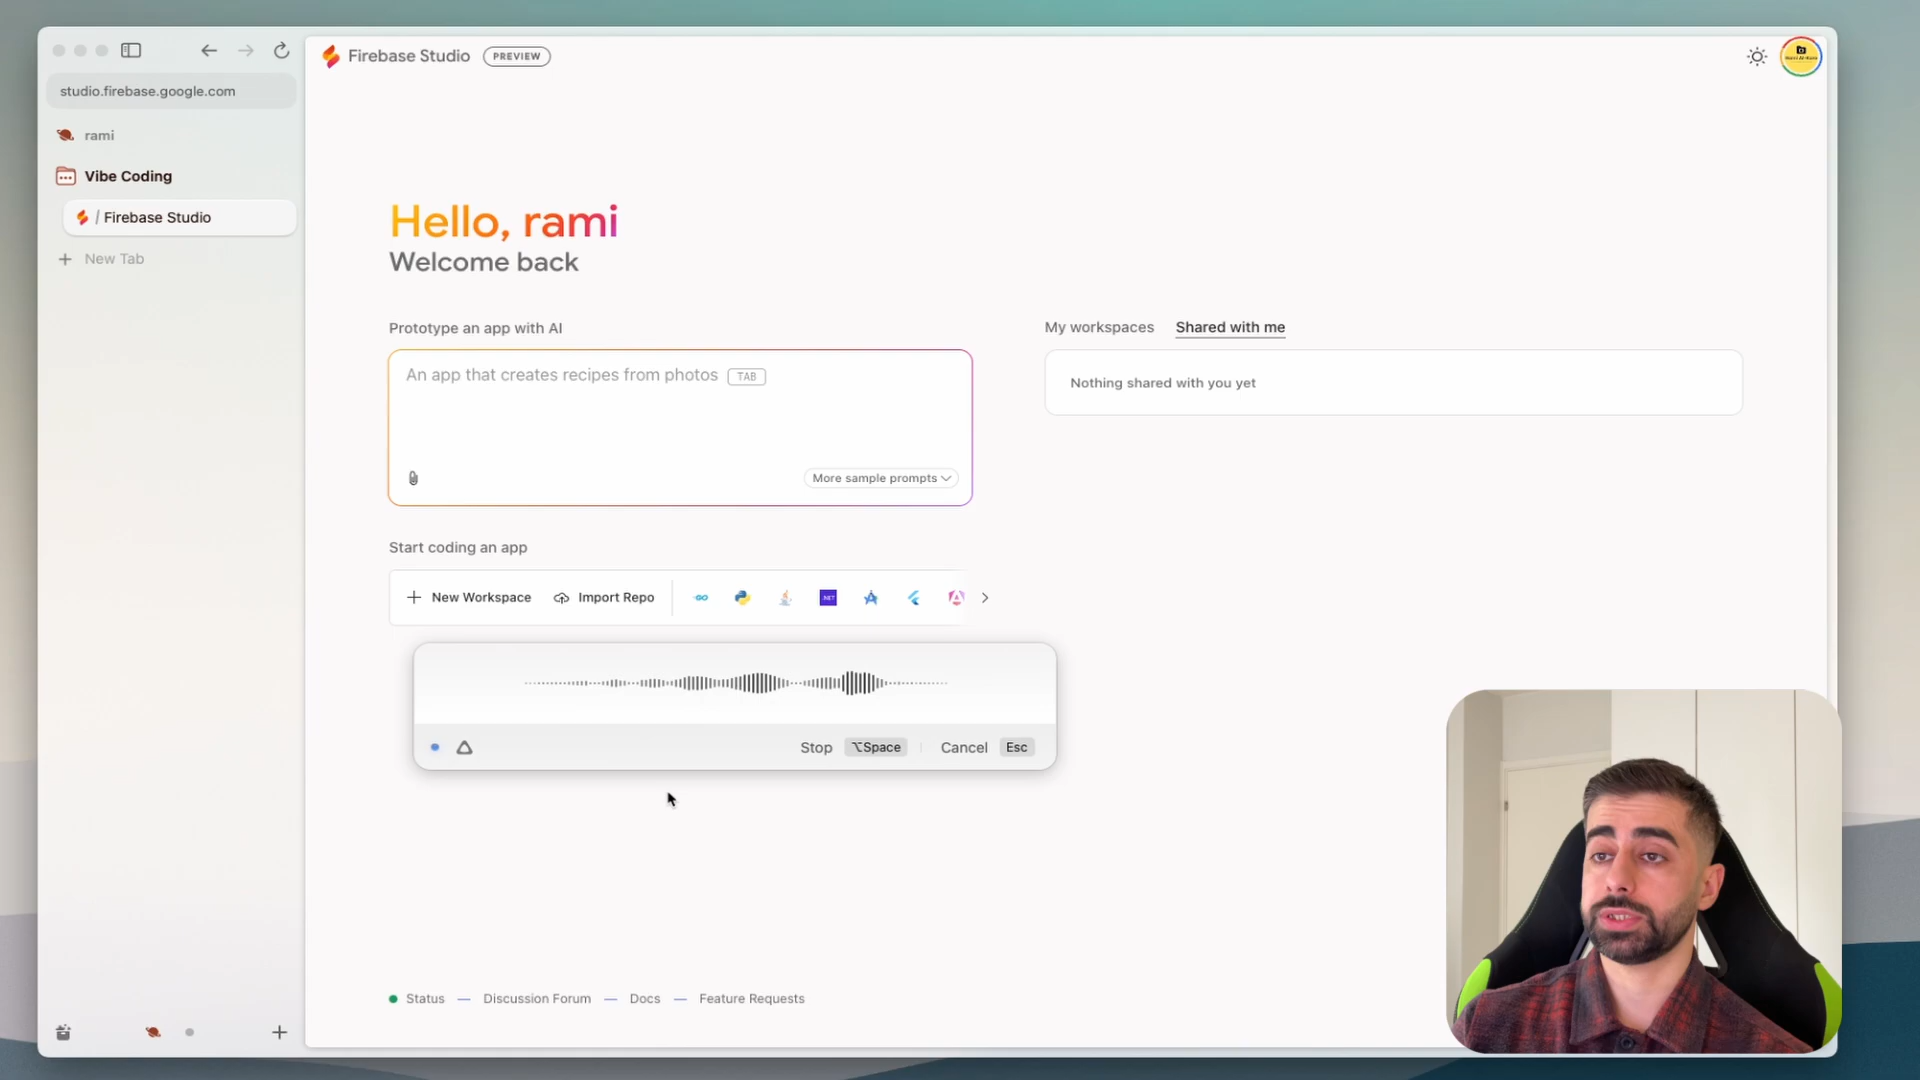 studio.firebase.google.com
rami
Vibe Coding
/ Firebase Studio
New Tab
Firebase Studio PREVIEW
Hello, rami
Welcome back
Prototype an app with AI
An app that creates recipes from photos TAB
More sample prompts
My workspaces Shared with me
Nothing shared with you yet
Start coding an app
New Workspace Import Repo .NET
Stop ⌥Space Cancel Esc
Status — Discussion Forum — Docs — Feature Requests